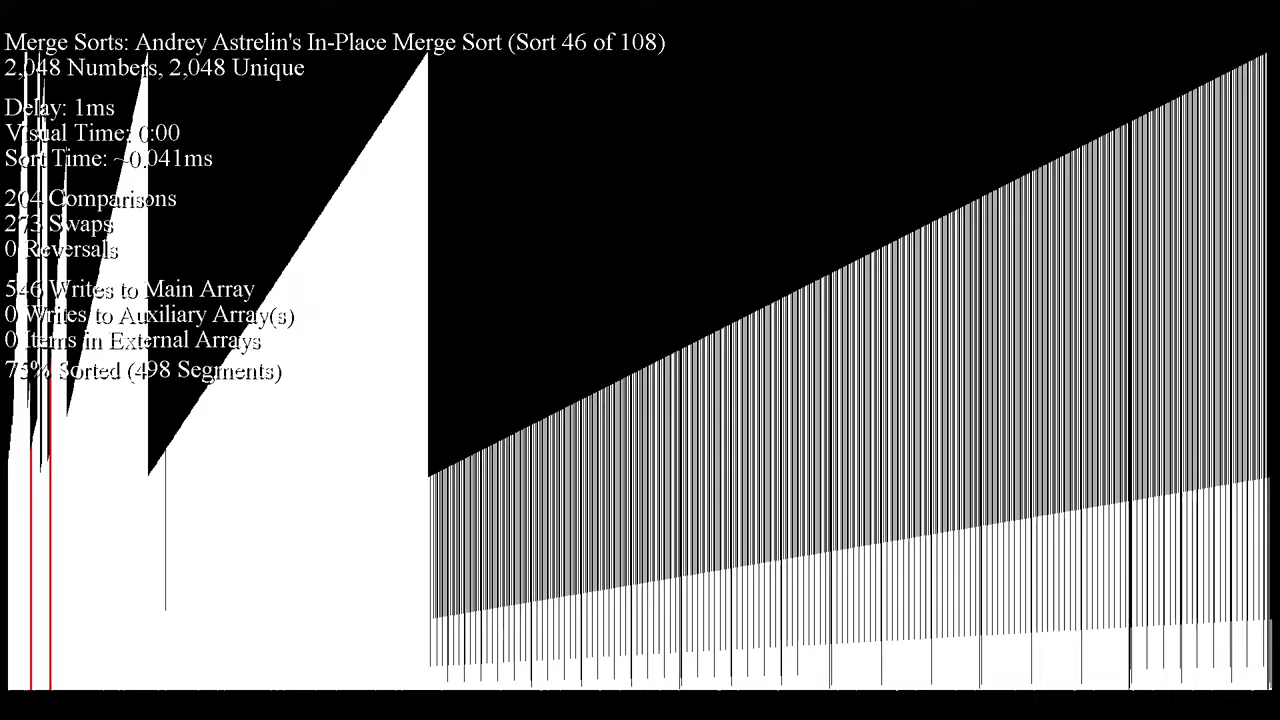 Merge Sorts: Andrey Astrelin's In-Place Merge Sort (Sort 46 of 108)
2,048 Numbers, 2,048 Unique
Delay: 1ms
Visual Time: 0:00
Sort Time: ~0.041ms
204 Comparisons
273 Swaps
0 Reversals
546 Writes to Main Array
0 Writes to Auxiliary Array(s)
0 Items in External Arrays
75% Sorted (498 Segments)